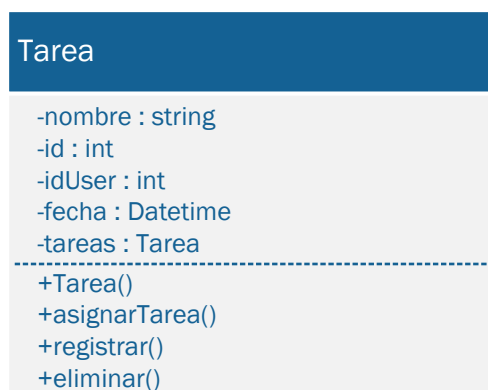 Tarea
-nombre : string
-id : int
-idUser : int
-fecha : Datetime
-tareas : Tarea
+Tarea()
+asignarTarea()
+registrar()
+eliminar()